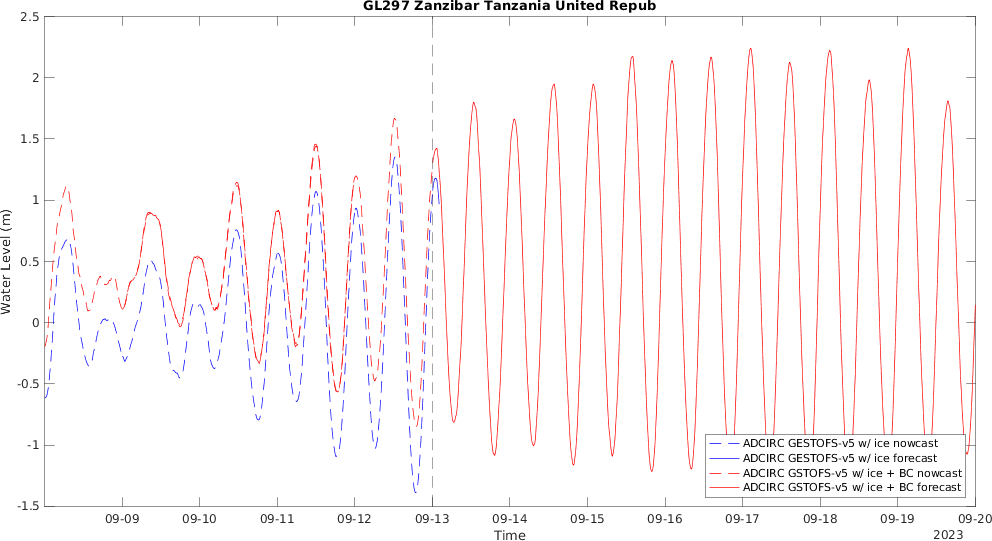 GL297 Zanzibar Tanzania United Repub
2.5
2
1.5
1
0.5
0
-0.5
-1
-1.5
Water Level (m)
ADCIRC GESTOFS-v5 w/ ice nowcast
ADCIRC GESTOFS-v5 w/ ice forecast
ADCIRC GSTOFS-v5 w/ ice + BC nowcast
ADCIRC GSTOFS-v5 w/ ice + BC forecast
09-09 09-10 09-11 09-12 09-13 09-14 09-15 09-16 09-17 09-18 09-19 09-20
Time
2023